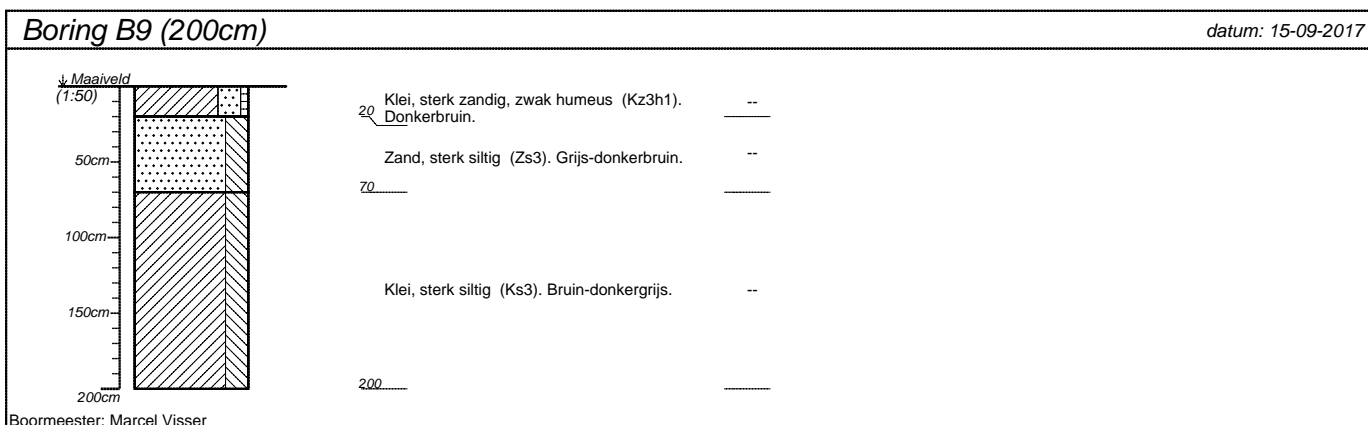 Boring B9 (200cm)
datum: 15-09-2017
Maaiveld
(1:50)
Klei, sterk zandig, zwak humeus (Kz3h1).
--
20
Donkerbruin.
50cm
Zand, sterk siltig (Zs3). Grijs-donkerbruin.
--
70
100cm
Klei, sterk siltig (Ks3). Bruin-donkergrijs.
--
150cm
200
200cm
Boormeester: Marcel Visser